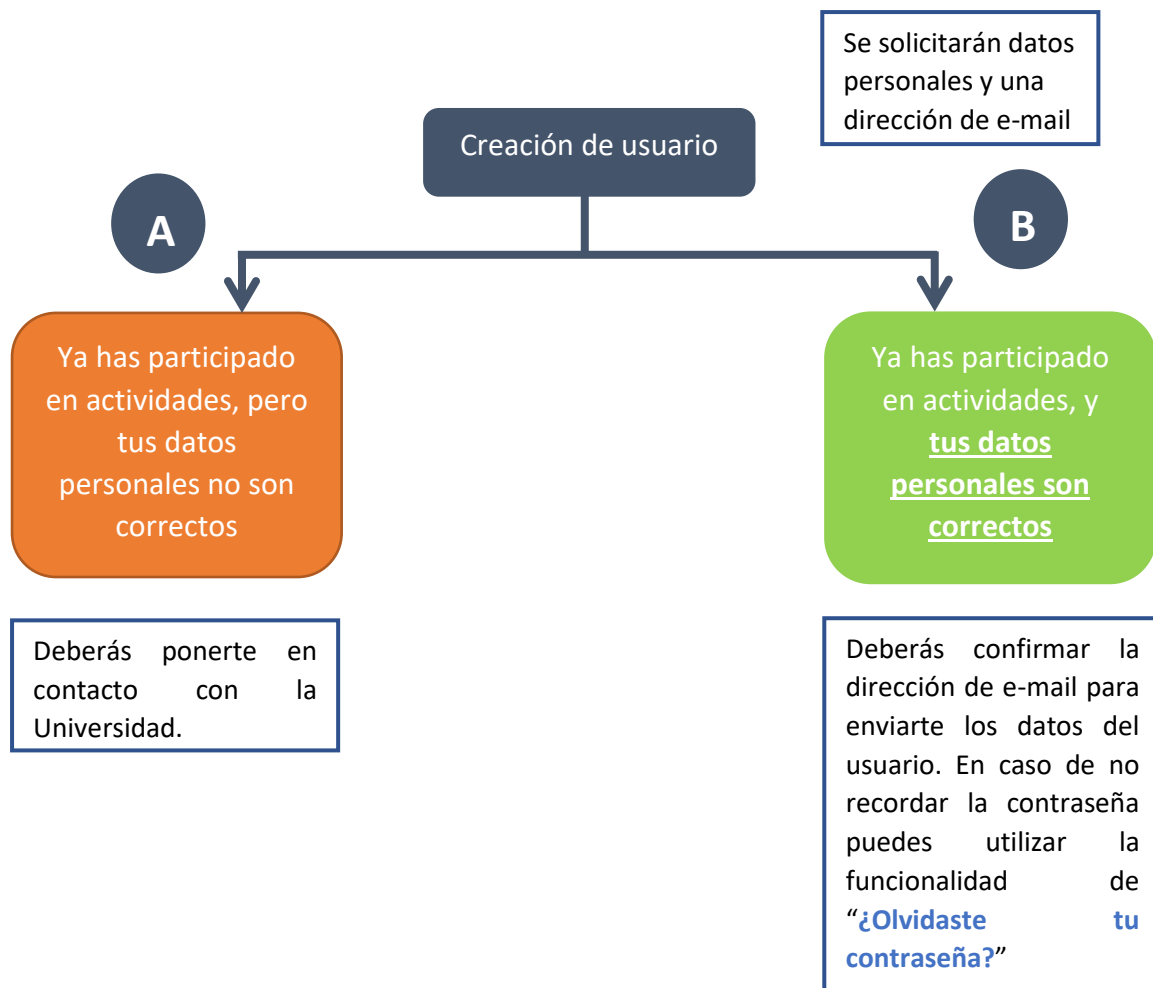 Se solicitarán datos
personales y una
dirección de e-mail
Creación de usuario
A
B
Ya has participado
en actividades, pero
tus datos
personales no son
correctos
Ya has participado
en actividades, y
tus datos
personales son
correctos
Deberás ponerte en
contacto con la
Universidad.
Deberás confirmar la
dirección de e-mail para
enviarte los datos del
usuario. En caso de no
recordar la contraseña
puedes utilizar la
funcionalidad de
“¿Olvidaste tu
contraseña?”